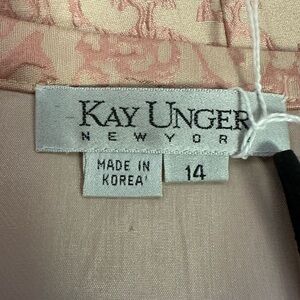 KAY UNGER
NEW YOR
MADE IN
KOREA'
14